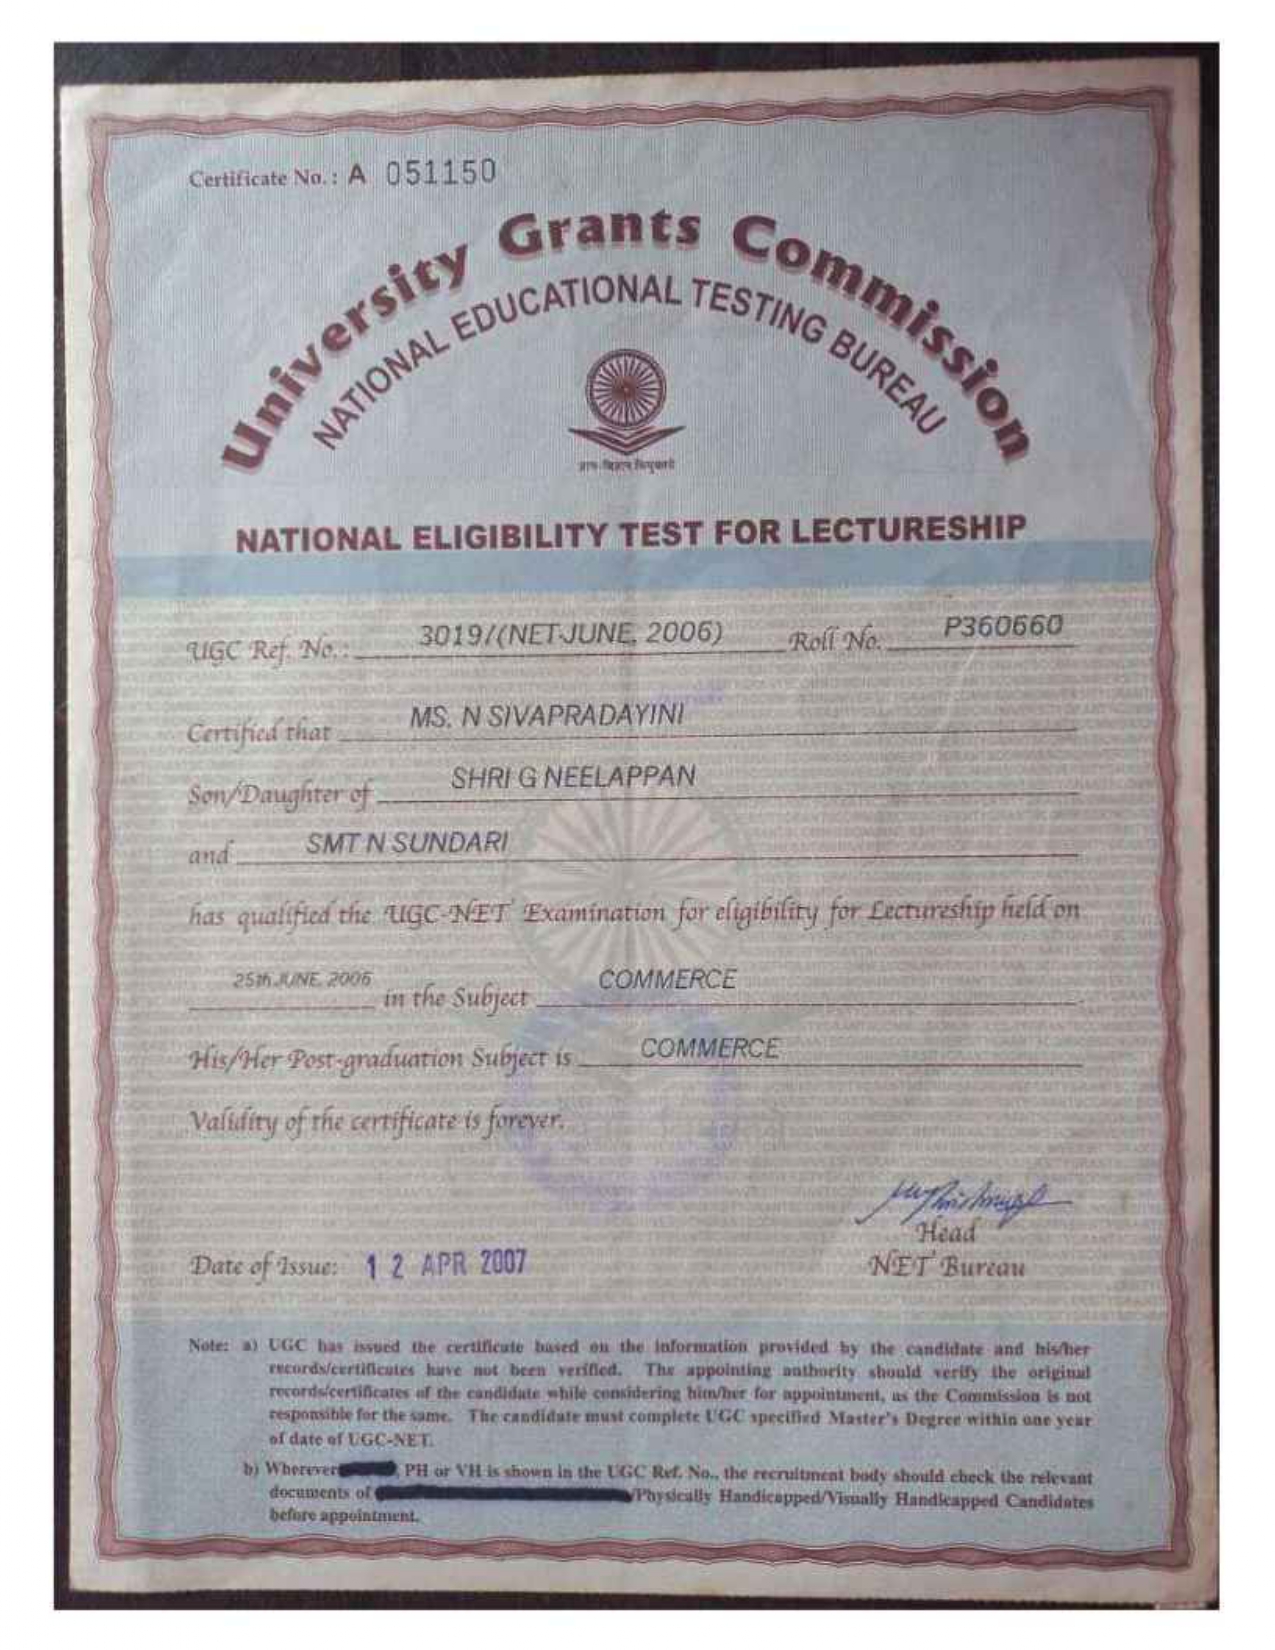 Certificate No.: A 051150
University Grants Commission
NATIONAL EDUCATIONAL TESTING BUREAU
NATIONAL ELIGIBILITY TEST FOR LECTURESHIP
UGC Ref. No.: 3019/(NET-JUNE, 2006) Roll No. P360660
Certified that MS. N SIVAPRADAYINI
Son/Daughter of SHRI G NEELAPPAN
and SMT N SUNDARI
has qualified the UGC-NET Examination for eligibility for Lectureship held on
25th JUNE, 2006 in the Subject COMMERCE
His/Her Post-graduation Subject is COMMERCE
Validity of the certificate is forever.
Head
Date of Issue: 12 APR 2007 NET Bureau
Note: a) UGC has issued the certificate based on the information provided by the candidate and his/her
records/certificates have not been verified. The appointing authority should verify the original
records/certificates of the candidate while considering him/her for appointment, as the Commission is not
responsible for the same. The candidate must complete UGC specified Master's Degree within one year
of date of UGC-NET.
b) Wherever , PH or VH is shown in the UGC Ref. No., the recruitment body should check the relevant
documents of /Physically Handicapped/Visually Handicapped Candidates
before appointment.